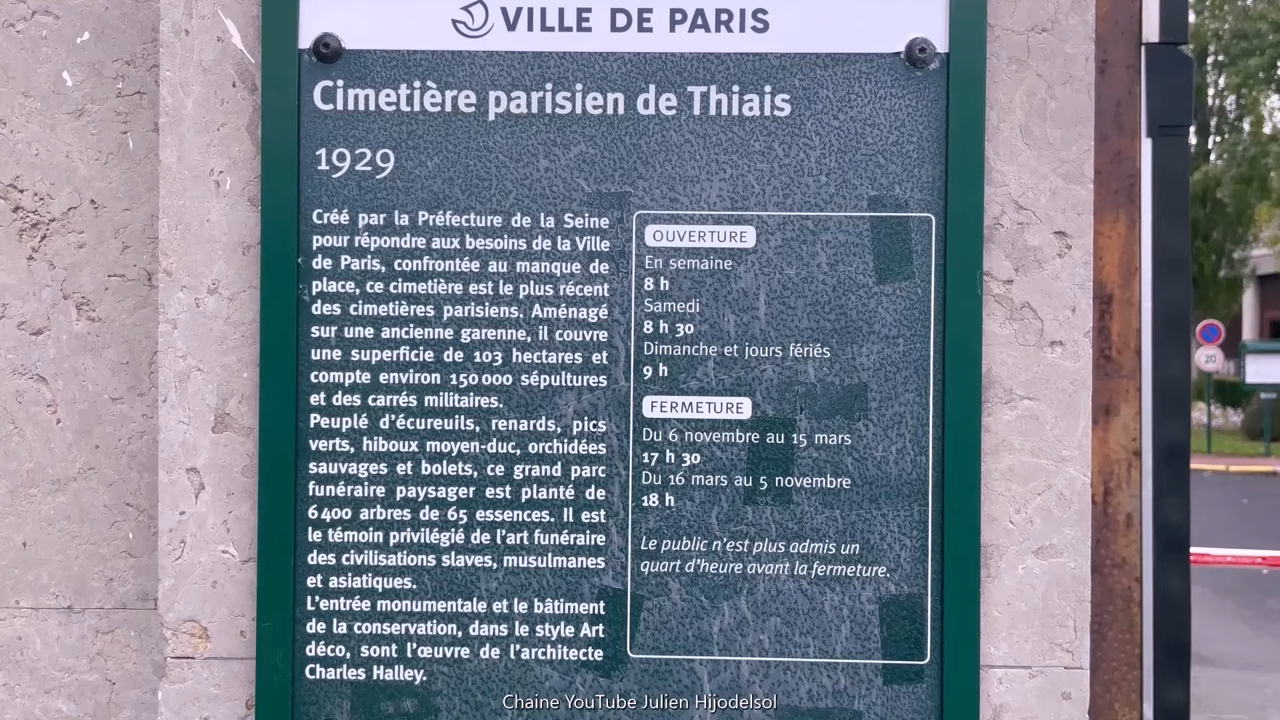 VILLE DE PARIS
Cimetière parisien de Thiais
1929
Créé par la Préfecture de la Seine
pour répondre aux besoins de la Ville
de Paris, confrontée au manque de
place, ce cimetière est le plus récent
des cimetières parisiens. Aménagé
sur une ancienne garenne, il couvre
une superficie de 103 hectares et
compte environ 150 000 sépultures
et des carrés militaires.
Peuplé d'écureuils, renards, pics
verts, hiboux moyen-duc, orchidées
sauvages et bolets, ce grand parc
funéraire paysager est planté de
6 400 arbres de 65 essences. Il est
le témoin privilégié de l'art funéraire
des civilisations slaves, musulmanes
et asiatiques.
L'entrée monumentale et le bâtiment
de la conservation, dans le style Art
déco, sont l'œuvre de l'architecte
Charles Halley.
OUVERTURE
En semaine
8 h
Samedi
8 h 30
Dimanche et jours fériés
9 h
FERMETURE
Du 6 novembre au 15 mars
17 h 30
Du 16 mars au 5 novembre
18 h
Le public n'est plus admis un
quart d'heure avant la fermeture.
20
Chaine YouTube Julien Hijodelsol